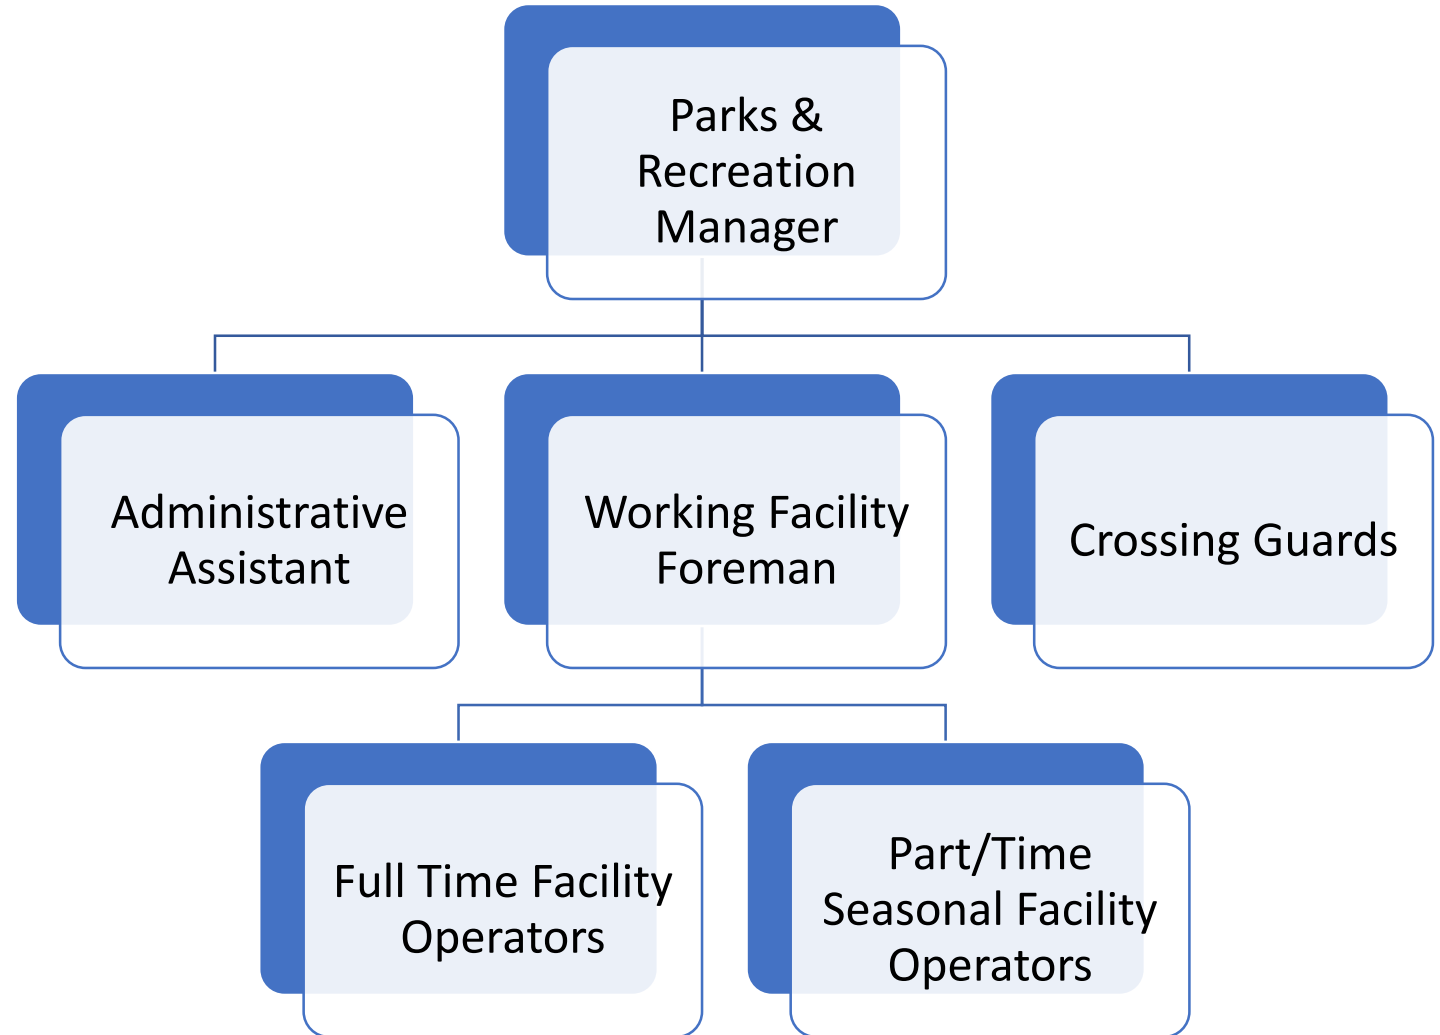 Parks &
Recreation
Manager
Administrative
Assistant
Working Facility
Foreman
Crossing Guards
Full Time Facility
Operators
Part/Time
Seasonal Facility
Operators